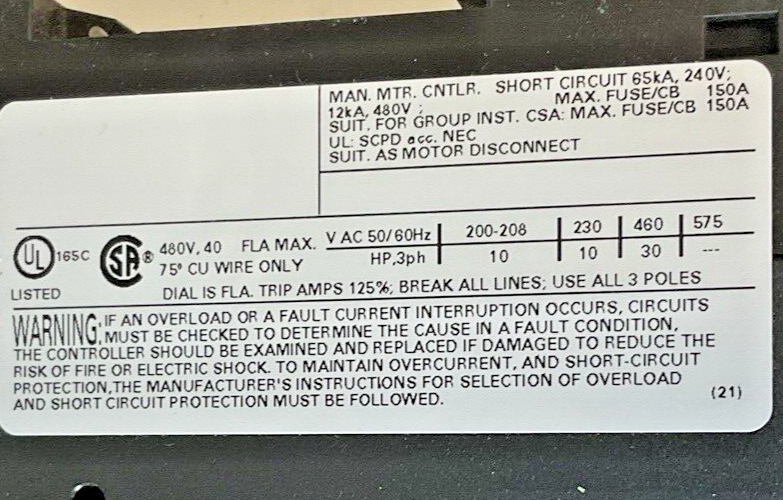 MAN. MTR. CNTLR. SHORT CIRCUIT 65kA, 240V;
12kA, 480V ; MAX. FUSE/CB 150A
SUIT. FOR GROUP INST. CSA: MAX. FUSE/CB 150A
UL: SCPD acc. NEC
SUIT. AS MOTOR DISCONNECT
UL 165C SA ® 480V, 40 FLA MAX. V AC 50/60Hz 200-208 230 460 575
75° CU WIRE ONLY HP,3ph 10 10 30 ---
LISTED DIAL IS FLA. TRIP AMPS 125%; BREAK ALL LINES; USE ALL 3 POLES
WARNING: IF AN OVERLOAD OR A FAULT CURRENT INTERRUPTION OCCURS, CIRCUITS
MUST BE CHECKED TO DETERMINE THE CAUSE IN A FAULT CONDITION,
THE CONTROLLER SHOULD BE EXAMINED AND REPLACED IF DAMAGED TO REDUCE THE
RISK OF FIRE OR ELECTRIC SHOCK. TO MAINTAIN OVERCURRENT, AND SHORT-CIRCUIT
PROTECTION,THE MANUFACTURER'S INSTRUCTIONS FOR SELECTION OF OVERLOAD
AND SHORT CIRCUIT PROTECTION MUST BE FOLLOWED. (21)